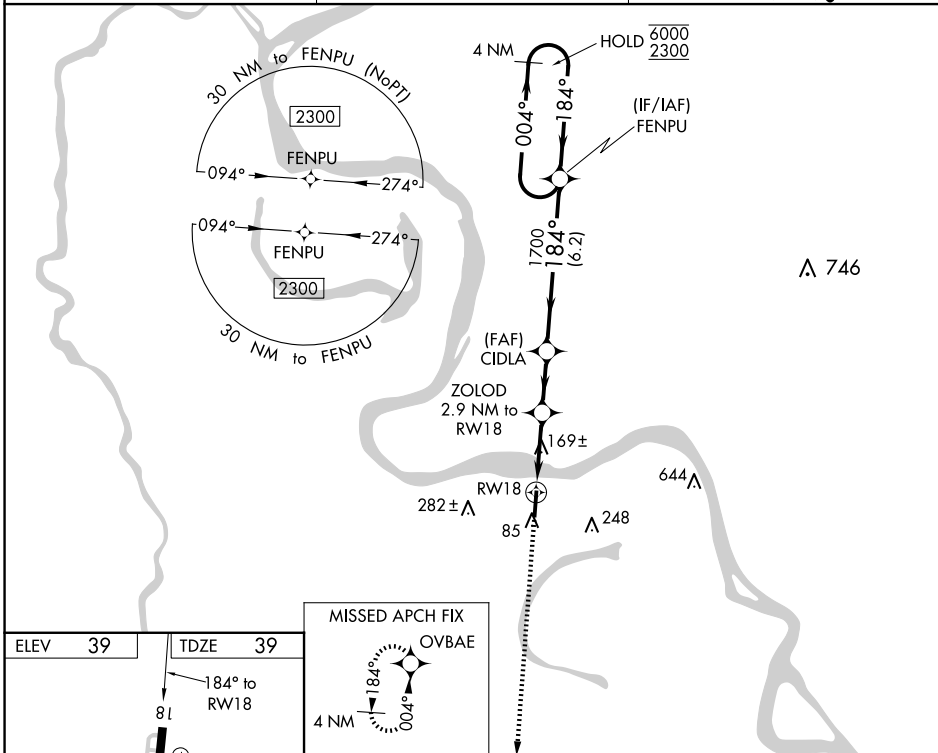 30 NM to FENPU (NoPT)
2300
FENPU
094°
274°
094°
274°
FENPU
2300
30 NM to FENPU
4 NM
HOLD 6000
2300
004°
184°
(IF/IAF)
FENPU
1700
184°
(6.2)
746
(FAF)
CIDLA
ZOLOD
2.9 NM to
RW18
169±
RW18
282±
85
248
644
MISSED APCH FIX
OVBAE
184°
004°
4 NM
ELEV 39
TDZE 39
184° to
RW18
18